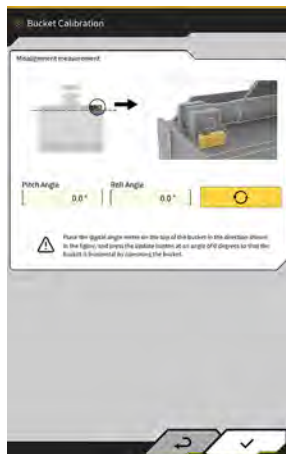 Bucket Calibration
Misalignment measurement
Pitch Angle
Roll Angle
0.0°
0.0°
Place the digital angle meter on the top of the bucket in the direction shown
in the figure, and press the update button at an angle of 0 degrees so that the
bucket is horizontal by operating the bucket.